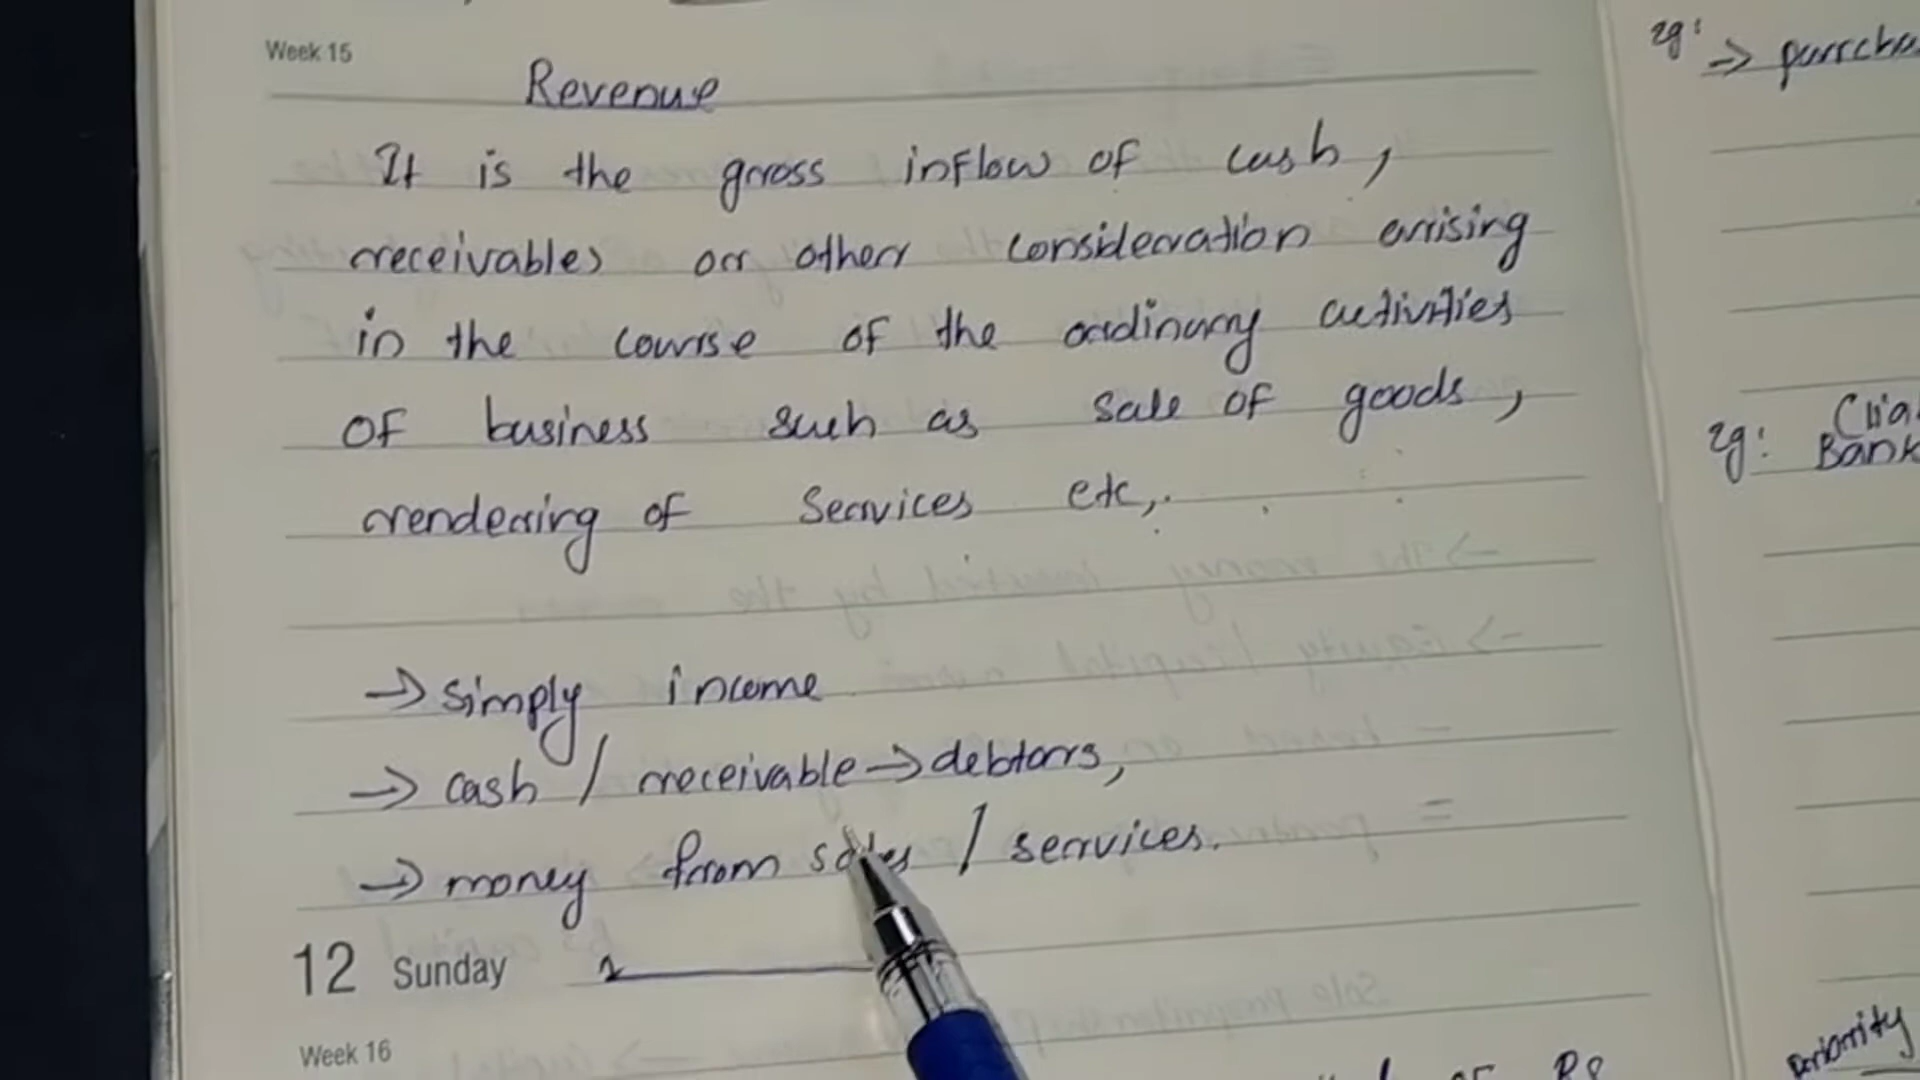 Week 15
Revenue
It is the gross inflow of cash,
receivables or other consideration arising
in the course of the ordinary activities
of business such as sale of goods,
rendering of services etc,.
→ simply income
→ cash / receivable → debtors,
→ money from sales / services.
12 Sunday
Week 16
eg:
→
eg:
Bank
Priority